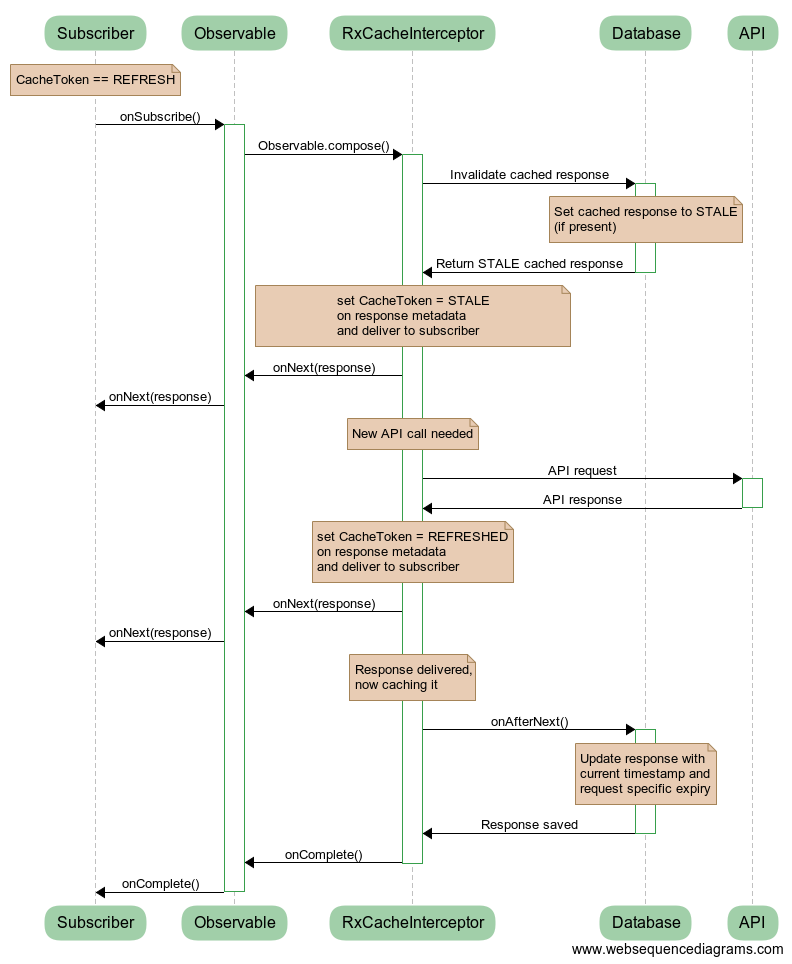 Subscriber Observable RxCacheInterceptor Database API
CacheToken == REFRESH
onSubscribe()
Observable.compose()
Invalidate cached response
Set cached response to STALE
(if present)
Return STALE cached response
set CacheToken = STALE
on response metadata
and deliver to subscriber
onNext(response)
onNext(response)
New API call needed
API request
API response
set CacheToken = REFRESHED
on response metadata
and deliver to subscriber
onNext(response)
onNext(response)
Response delivered,
now caching it
onAfterNext()
Update response with
current timestamp and
request specific expiry
Response saved
onComplete()
onComplete()
Subscriber Observable RxCacheInterceptor Database API
www.websequencediagrams.com